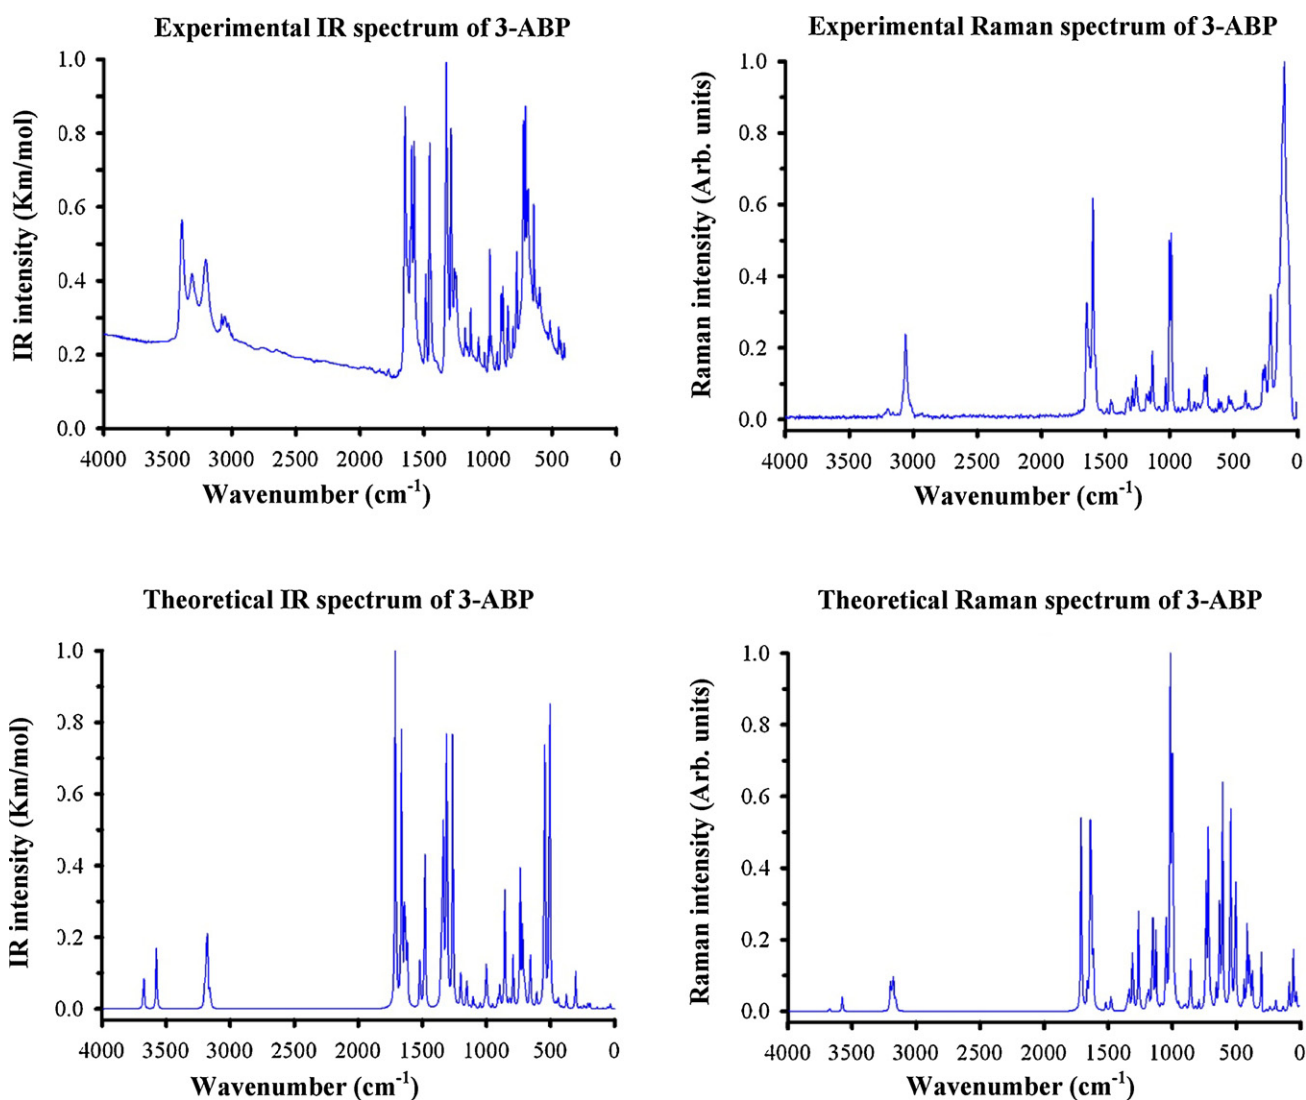 Experimental IR spectrum of 3-ABP
IR intensity (Km/mol)
1.0
0.8
0.6
0.4
0.2
0.0
4000 3500 3000 2500 2000 1500 1000 500 0
Wavenumber (cm-1)
Experimental Raman spectrum of 3-ABP
Raman intensity (Arb. units)
1.0
0.8
0.6
0.4
0.2
0.0
4000 3500 3000 2500 2000 1500 1000 500 0
Wavenumber (cm-1)
Theoretical IR spectrum of 3-ABP
IR intensity (Km/mol)
1.0
0.8
0.6
0.4
0.2
0.0
4000 3500 3000 2500 2000 1500 1000 500 0
Wavenumber (cm-1)
Theoretical Raman spectrum of 3-ABP
Raman intensity (Arb. units)
1.0
0.8
0.6
0.4
0.2
0.0
4000 3500 3000 2500 2000 1500 1000 500 0
Wavenumber (cm-1)